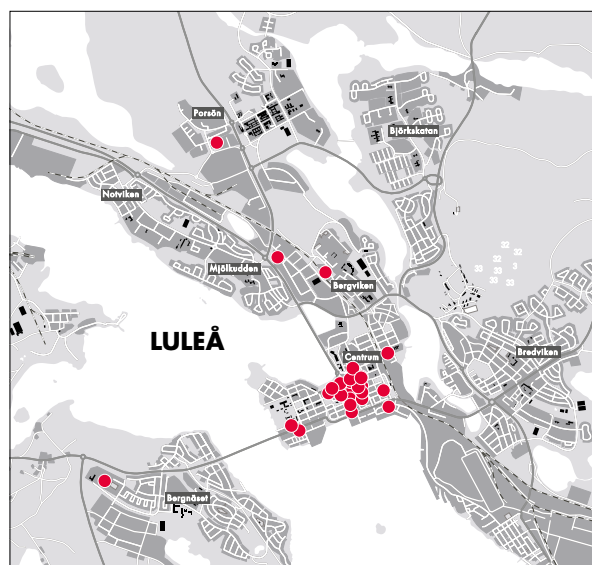 Porsön
Björkskatan
Notviken
Mjölkudden
Bergviken
LULEÅ
Centrum
Bredviken
Bergnäset